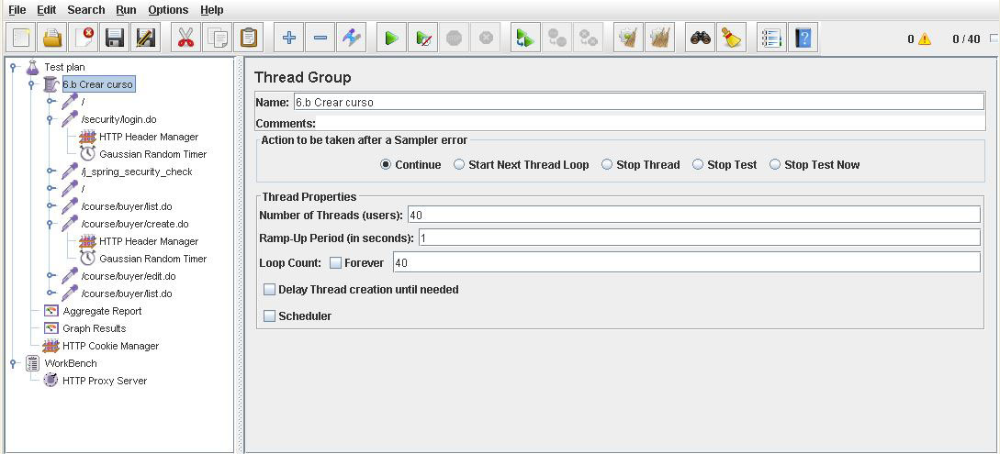 File Edit Search Run Options Help
0 0 / 40
Test plan
6.b Crear curso
/
/security/login.do
HTTP Header Manager
Gaussian Random Timer
/j_spring_security_check
/
/course/buyer/list.do
/course/buyer/create.do
HTTP Header Manager
Gaussian Random Timer
/course/buyer/edit.do
/course/buyer/list.do
Aggregate Report
Graph Results
HTTP Cookie Manager
WorkBench
HTTP Proxy Server
Thread Group
Name: 6.b Crear curso
Comments:
Action to be taken after a Sampler error
Continue Start Next Thread Loop Stop Thread Stop Test Stop Test Now
Thread Properties
Number of Threads (users): 40
Ramp-Up Period (in seconds): 1
Loop Count: Forever 40
Delay Thread creation until needed
Scheduler